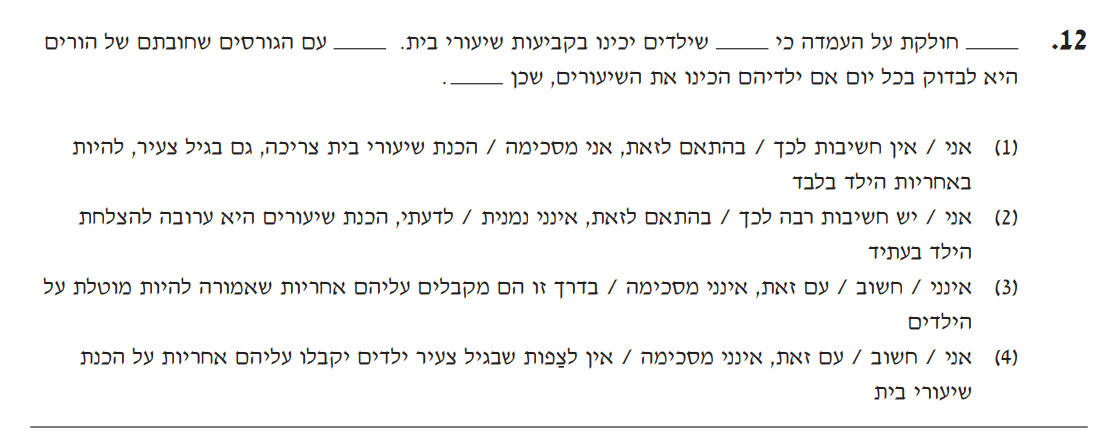 12. _____ חולקת על העמדה כי _____ שילדים יכינו בקביעות שיעורי בית. _____ עם הגורסים שחובתם של הורים
היא לבדוק בכל יום אם ילדיהם הכינו את השיעורים, שכן _____.
(1) אני / אין חשיבות לכך / בהתאם לזאת, אני מסכימה / הכנת שיעורי בית צריכה, גם בגיל צעיר, להיות
באחריות הילד בלבד
(2) אני / יש חשיבות רבה לכך / בהתאם לזאת, אינני נמנית / לדעתי, הכנת שיעורים היא ערובה להצלחת
הילד בעתיד
(3) אינני / חשוב / עם זאת, אינני מסכימה / בדרך זו הם מקבלים עליהם אחריות שאמורה להיות מוטלת על
הילדים
(4) אני / חשוב / עם זאת, אינני מסכימה / אין לצַפות שבגיל צעיר ילדים יקבלו עליהם אחריות על הכנת
שיעורי בית